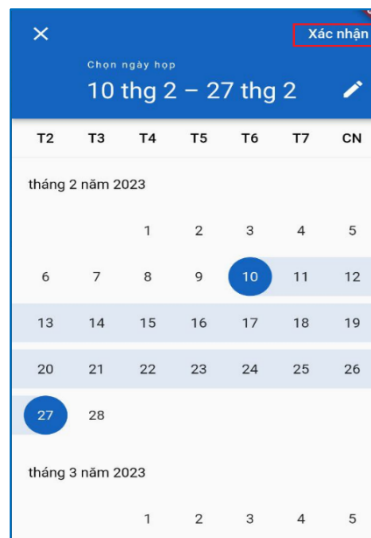 Xác nhận
Chọn ngày họp
10 thg 2 – 27 thg 2
T2 T3 T4 T5 T6 T7 CN
tháng 2 năm 2023
1 2 3 4 5
6 7 8 9 10 11 12
13 14 15 16 17 18 19
20 21 22 23 24 25 26
27 28
tháng 3 năm 2023
1 2 3 4 5